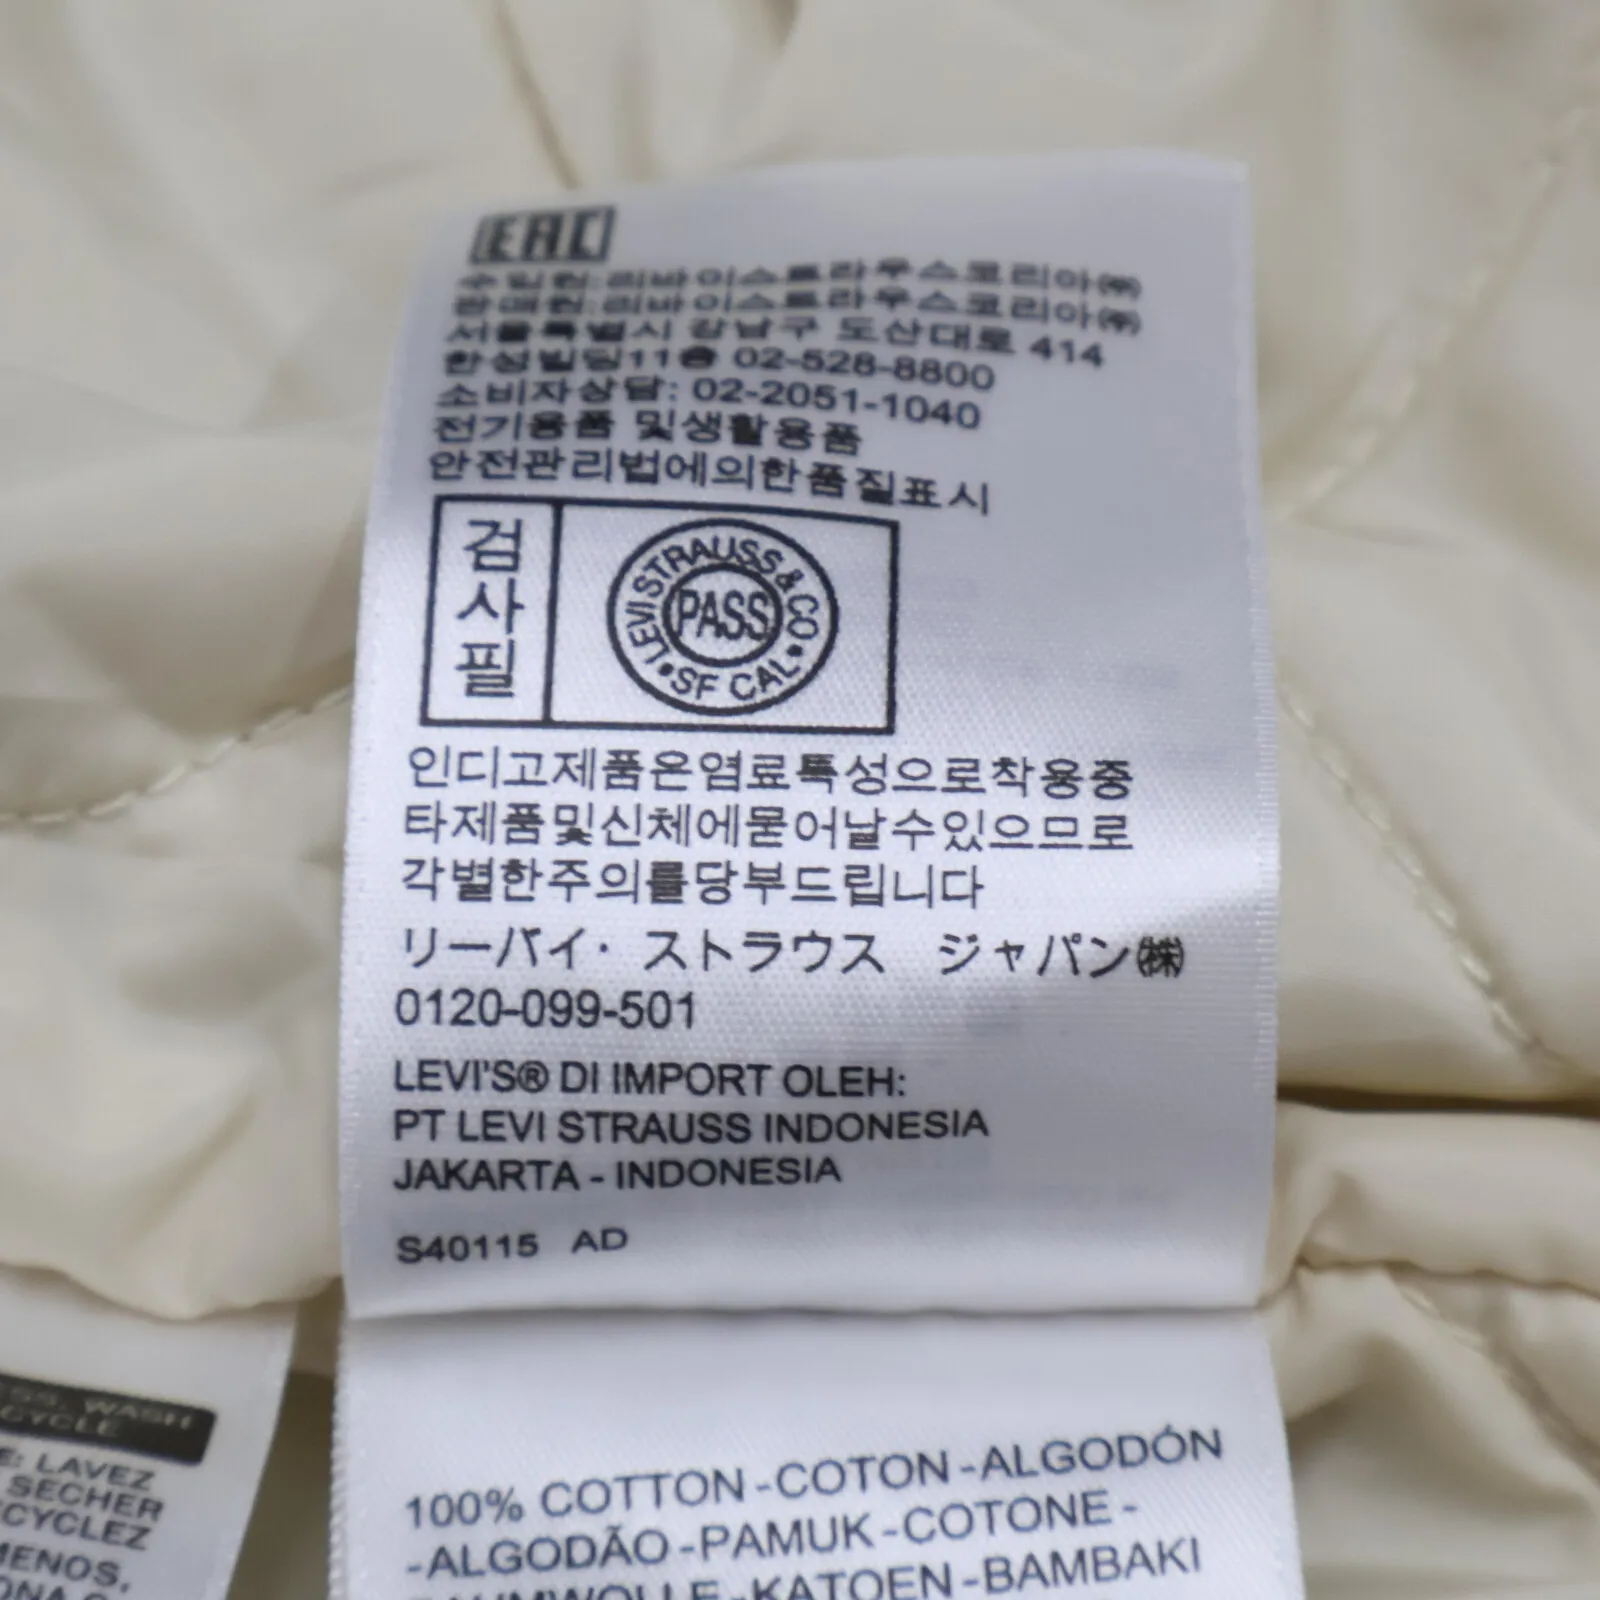 EAC
수입원:리바이스트라우스코리아㈜
판매원:리바이스트라우스코리아㈜
서울특별시 강남구 도산대로 414
한성빌딩11층 02-528-8800
소비자상담: 02-2051-1040
전기용품 및생활용품
안전관리법에의한품질표시
검
사
필
LEVI STRAUSS & CO
PASS
• SF CAL •
인디고제품은염료특성으로착용중
타제품및신체에묻어날수있으므로
각별한주의를당부드립니다
リーバイ・ストラウス ジャパン㈱
0120-099-501
LEVI'S® DI IMPORT OLEH:
PT LEVI STRAUSS INDONESIA
JAKARTA - INDONESIA
S40115 AD
WASH
CYCLE
LAVEZ
SECHER
100% COTTON -COTON -ALGODÓN
-ALGODÃO -PAMUK -COTONE -
-KATOEN -BAMBAKI